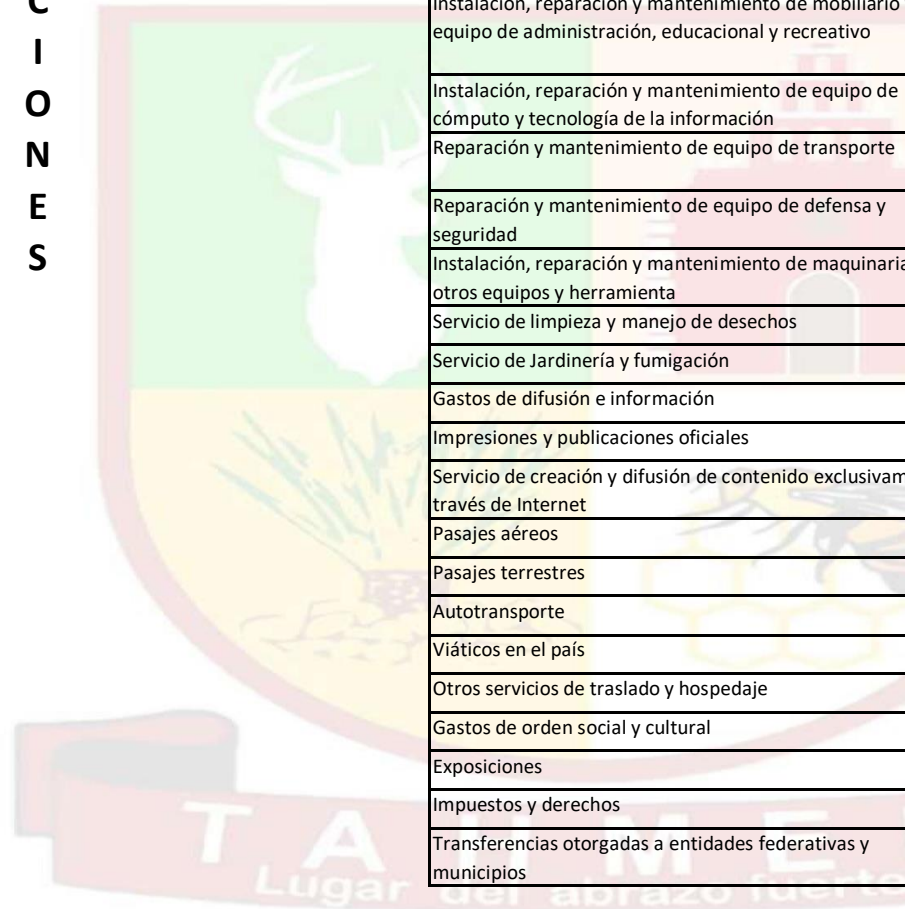 C
I
O
N
E
S
Instalación, reparación y mantenimiento de mobiliario
equipo de administración, educacional y recreativo
Instalación, reparación y mantenimiento de equipo de
cómputo y tecnología de la información
Reparación y mantenimiento de equipo de transporte
Reparación y mantenimiento de equipo de defensa y
seguridad
Instalación, reparación y mantenimiento de maquinaria
otros equipos y herramienta
Servicio de limpieza y manejo de desechos
Servicio de Jardinería y fumigación
Gastos de difusión e información
Impresiones y publicaciones oficiales
Servicio de creación y difusión de contenido exclusivam
través de Internet
Pasajes aéreos
Pasajes terrestres
Autotransporte
Viáticos en el país
Otros servicios de traslado y hospedaje
Gastos de orden social y cultural
Exposiciones
Impuestos y derechos
Transferencias otorgadas a entidades federativas y
municipios
T A H M E
Lugar del abrazo fuerte